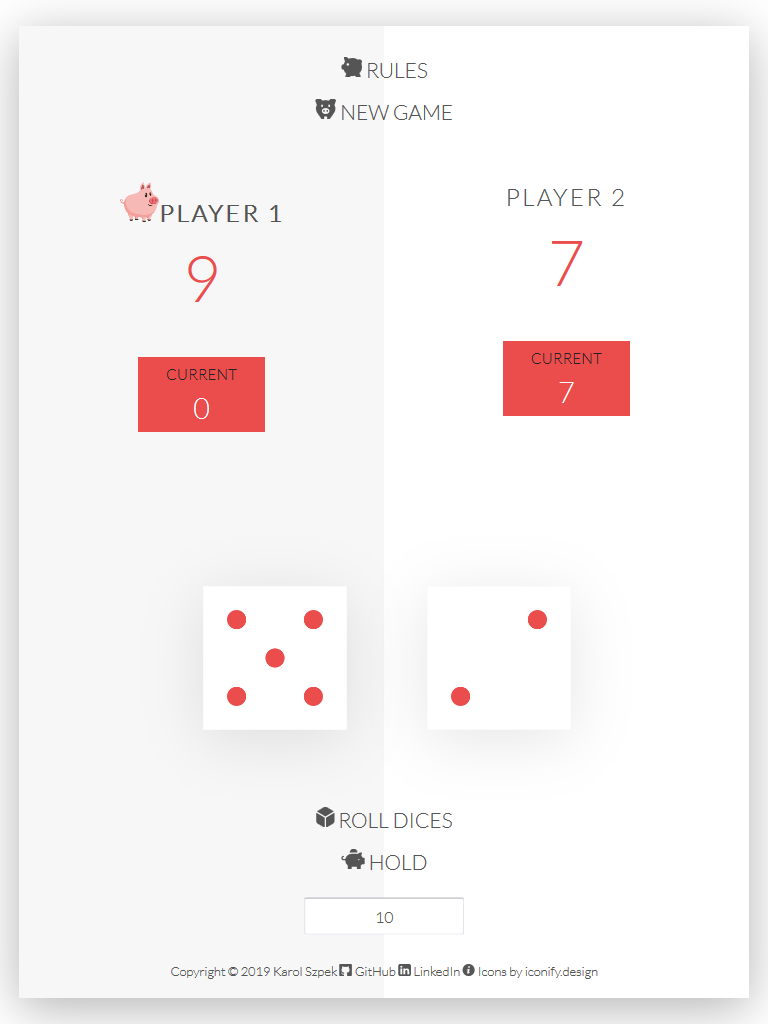 RULES
NEW GAME
PLAYER 1
9
CURRENT
0
PLAYER 2
7
CURRENT
7
ROLL DICES
HOLD
10
Copyright © 2019 Karol Szpek GitHub LinkedIn Icons by iconify.design